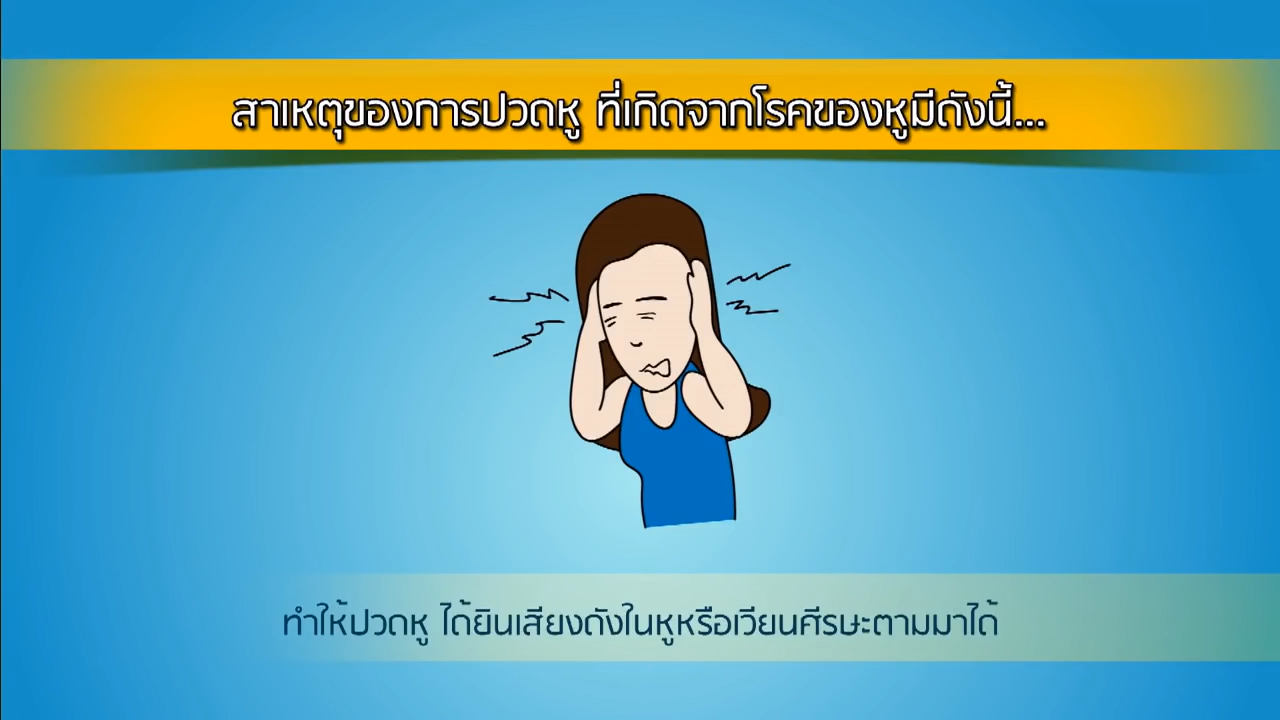 สาเหตุของการปวดหู ที่เกิดจากโรคของหูมีดังนี้...
ทำให้ปวดหู ได้ยินเสียงดังในหูหรือเวียนศีรษะตามมาได้